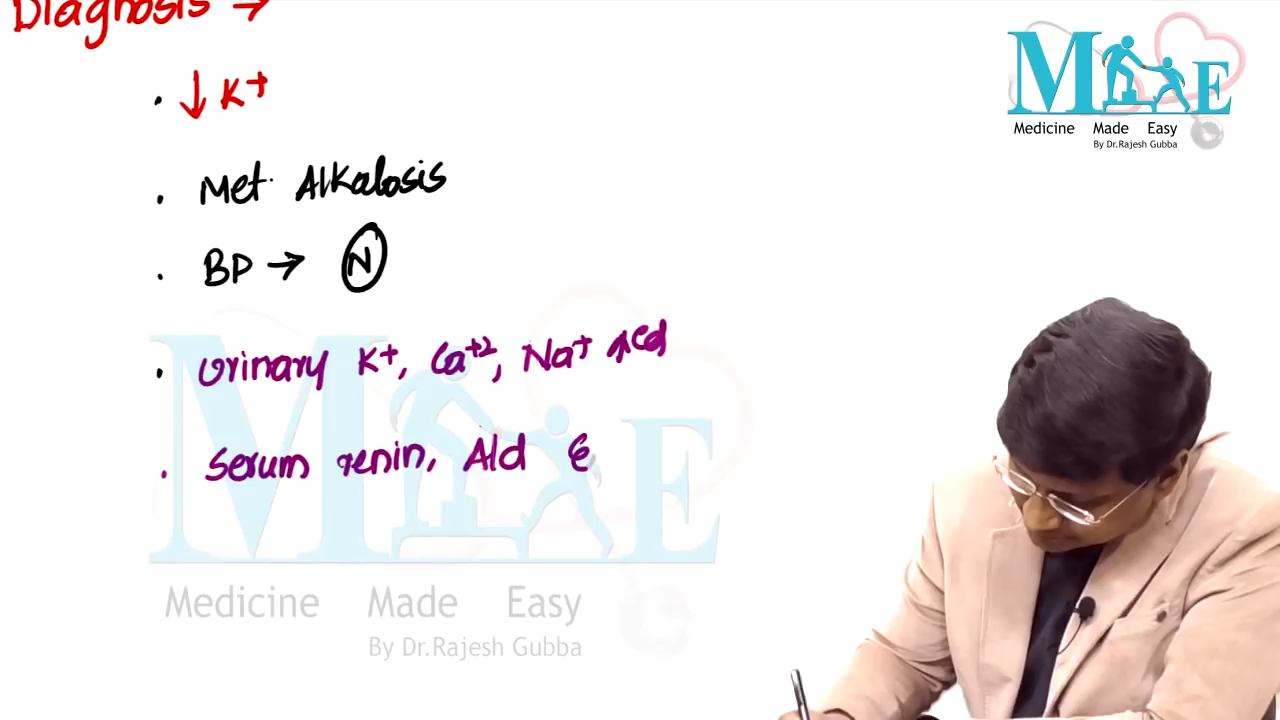 Diagnosis →
• ↓ K+
• Met. Alkalosis
• BP → N
• Urinary K+, Ca+2, Na+ ↑ced
• Serum renin, Ald &
M E
Medicine Made Easy
By Dr.Rajesh Gubba
M E
Medicine Made Easy
By Dr.Rajesh Gubba